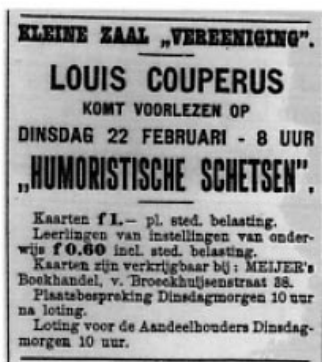 KLEINE ZAAL „VEREENIGING”.
LOUIS COUPERUS
KOMT VOORLEZEN OP
DINSDAG 22 FEBRUARI - 8 UUR
„HUMORISTISCHE SCHETSEN”.
Kaarten f 1.— pl. sted. belasting.
Leerlingen van instellingen van onder-
wijs f 0.60 incl. sted. belasting.
Kaarten zijn verkrijgbaar bij: MEIJER's
Boekhandel, v. Broeckhuijsenstraat 38.
Plaatsbespreking Dinsdagmorgen 10 uur
na loting.
Loting voor de Aandeelhouders Dinsdag-
morgen 10 uur.